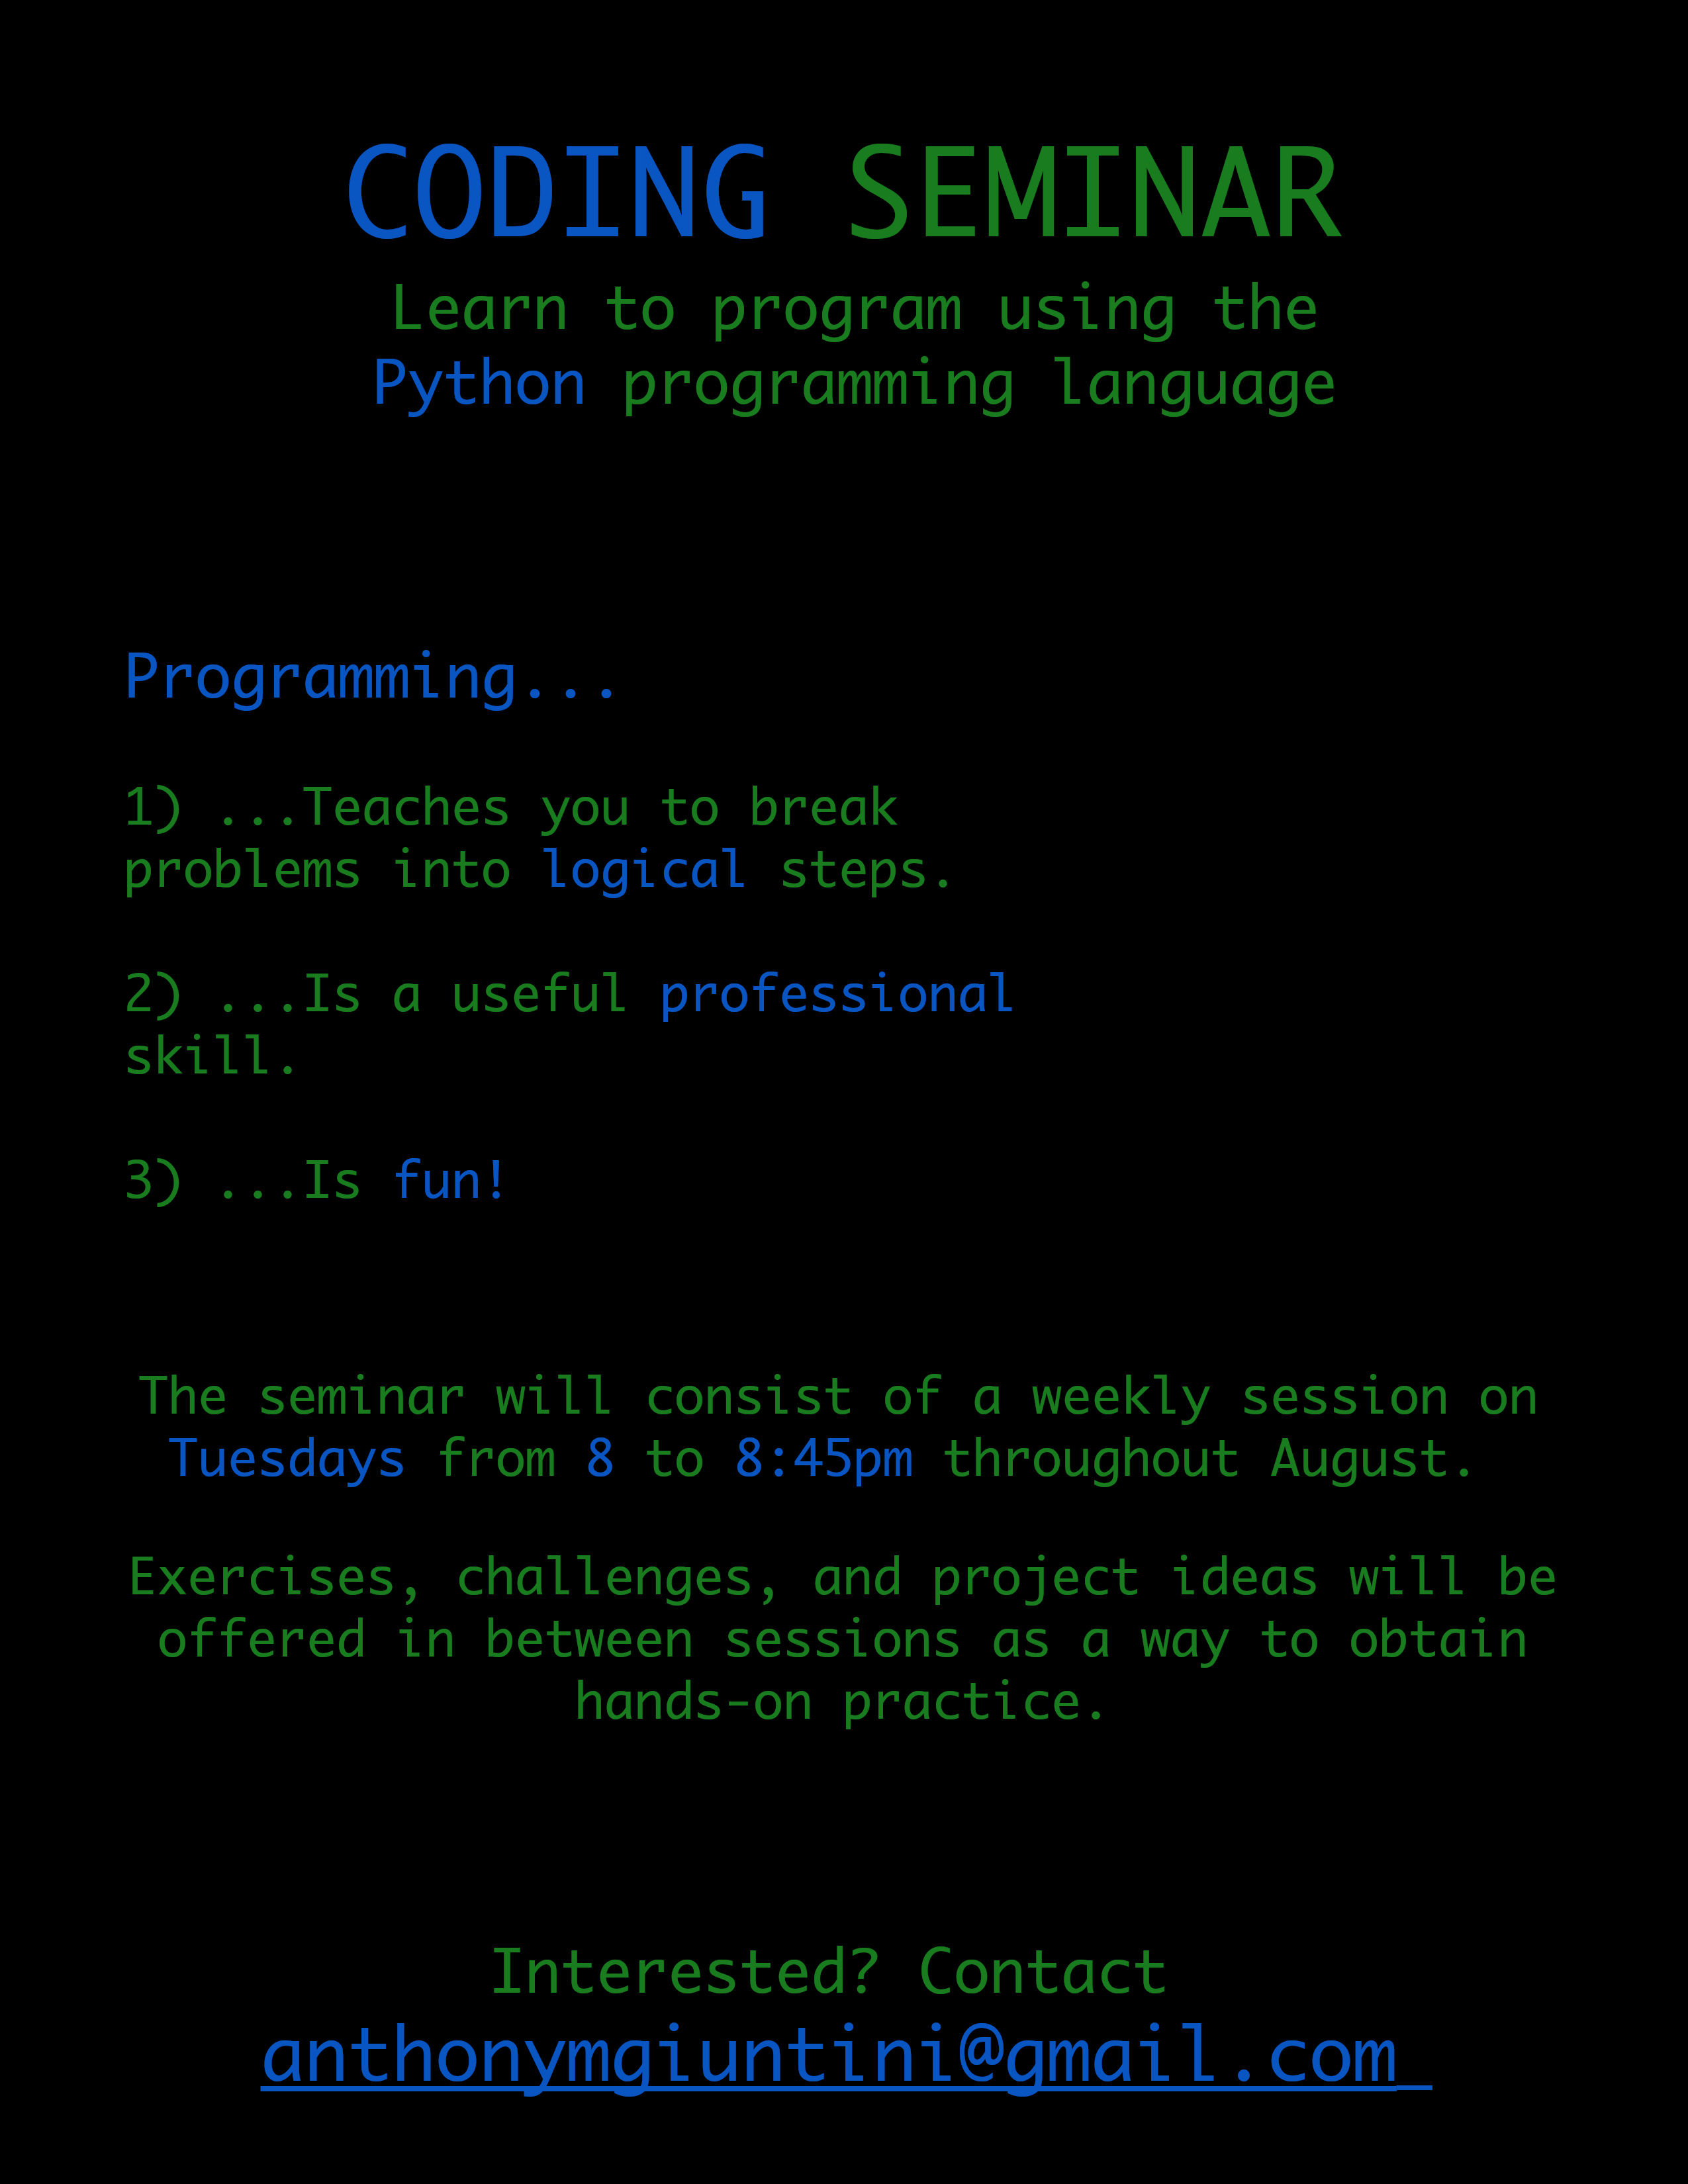 CODING SEMINAR
Learn to program using the
Python programming language
Programming...
1) ...Teaches you to break
problems into logical steps.
2) ...Is a useful professional
skill.
3) ...Is fun!
The seminar will consist of a weekly session on
Tuesdays from 8 to 8:45pm throughout August.
Exercises, challenges, and project ideas will be
offered in between sessions as a way to obtain
hands-on practice.
Interested? Contact
anthonymgiuntini@gmail.com_